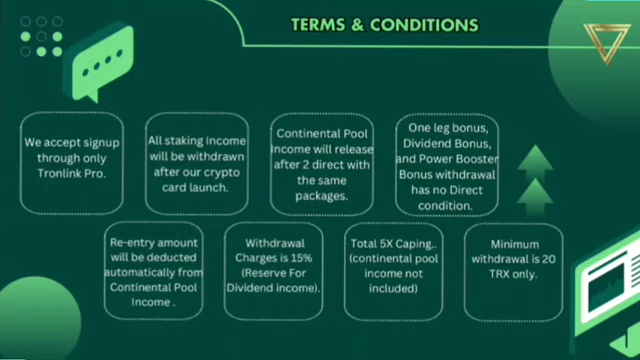 TERMS & CONDITIONS
We accept signup
through only
Tronlink Pro.
All staking Income
will be withdrawn
after our crypto
card launch.
Continental Pool
Income will release
after 2 direct with
the same
packages.
One leg bonus,
Dividend Bonus,
and Power Booster
Bonus withdrawal
has no Direct
condition.
Re-entry amount
will be deducted
automatically from
Continental Pool
Income .
Withdrawal
Charges is 15%
(Reserve For
Dividend income).
Total 5X Caping..
(continental pool
income not
included)
Minimum
withdrawal is 20
TRX only.